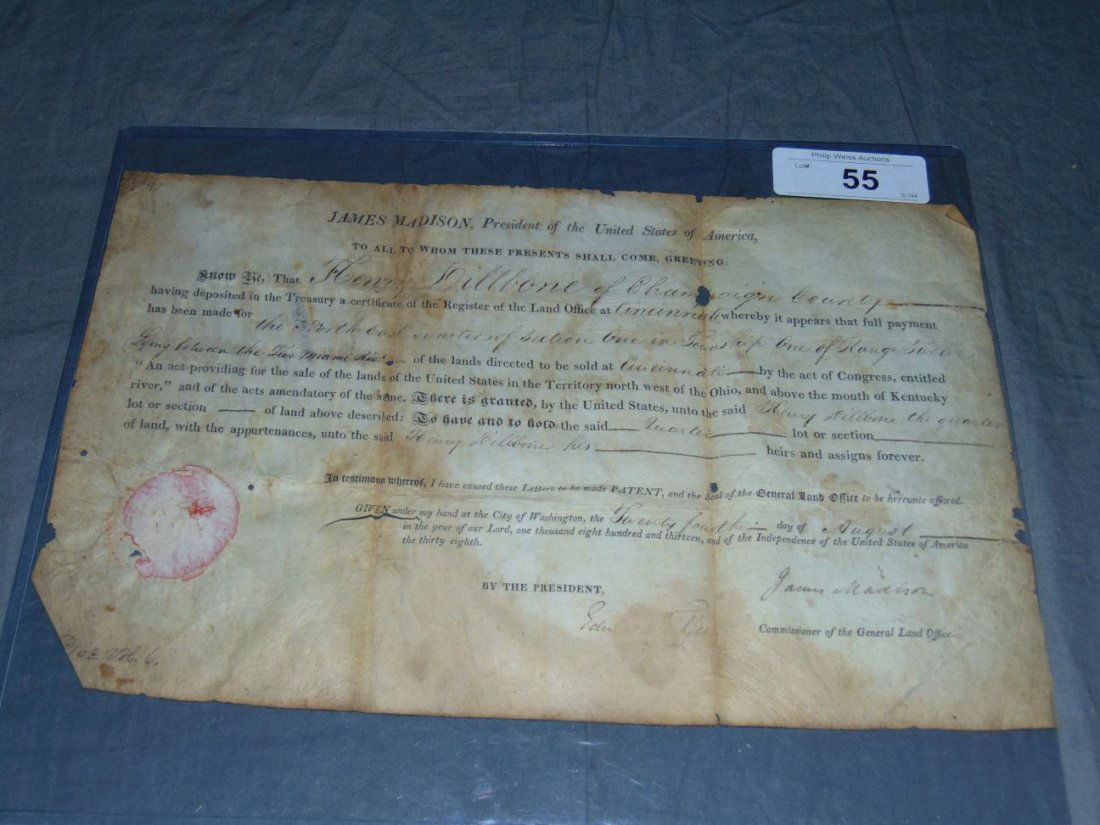 Philip Weiss Auctions
Lot#.
55
ID:294
JAMES MADISON, President of the United States of America,
TO ALL TO WHOM THESE PRESENTS SHALL COME, GREETING:
Know Ye, That Henry Dillbone of Champaign County
having deposited in the Treasury a certificate of the Register of the Land Office at Cincinnati whereby it appears that full payment
has been made for the North East quarter of Section One in Township One of Range Twelve
Lying between the Two Miami — of the lands directed to be sold at Cincinnati by the act of Congress, entitled
“An act providing for the sale of the lands of the United States in the Territory north west of the Ohio, and above the mouth of Kentucky
river,” and of the acts amendatory of the same, There is granted, by the United States, unto the said Henry Dillbone the quarter
lot or section — of land above described: To have and to hold the said quarter lot or section
of land, with the appurtenances, unto the said Henry Dillbone his heirs and assigns forever.
In testimony whereof, I have caused these Letters to be made PATENT, and the Seal of the General Land Office to be hereunto affixed.
GIVEN under my hand at the City of Washington, the Twenty fourth day of August
in the year of our Lord, one thousand eight hundred and thirteen, and of the Independence of the United States of America
the thirty eighth.
James Madison
BY THE PRESIDENT,
Commissioner of the General Land Office.
Vol. 6.